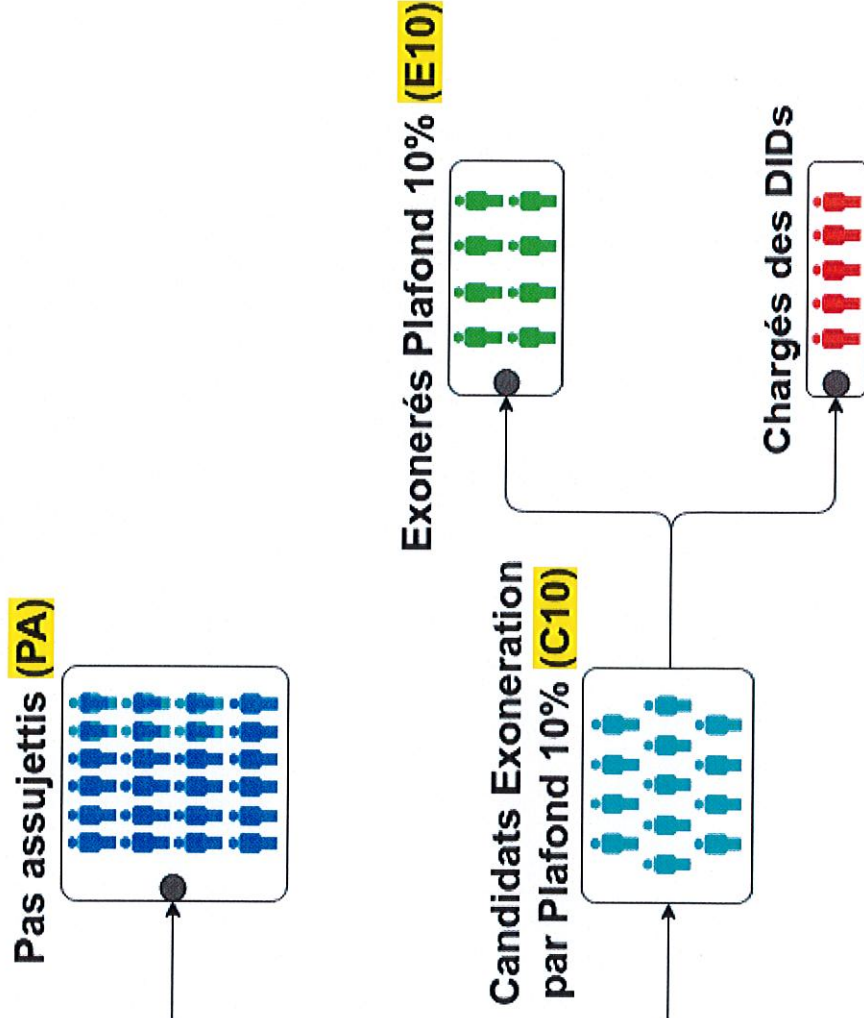 Pas assujettis (PA)
Candidats Exoneration
par Plafond 10% (C10)
Exonerés Plafond 10% (E10)
Chargés des DIDs